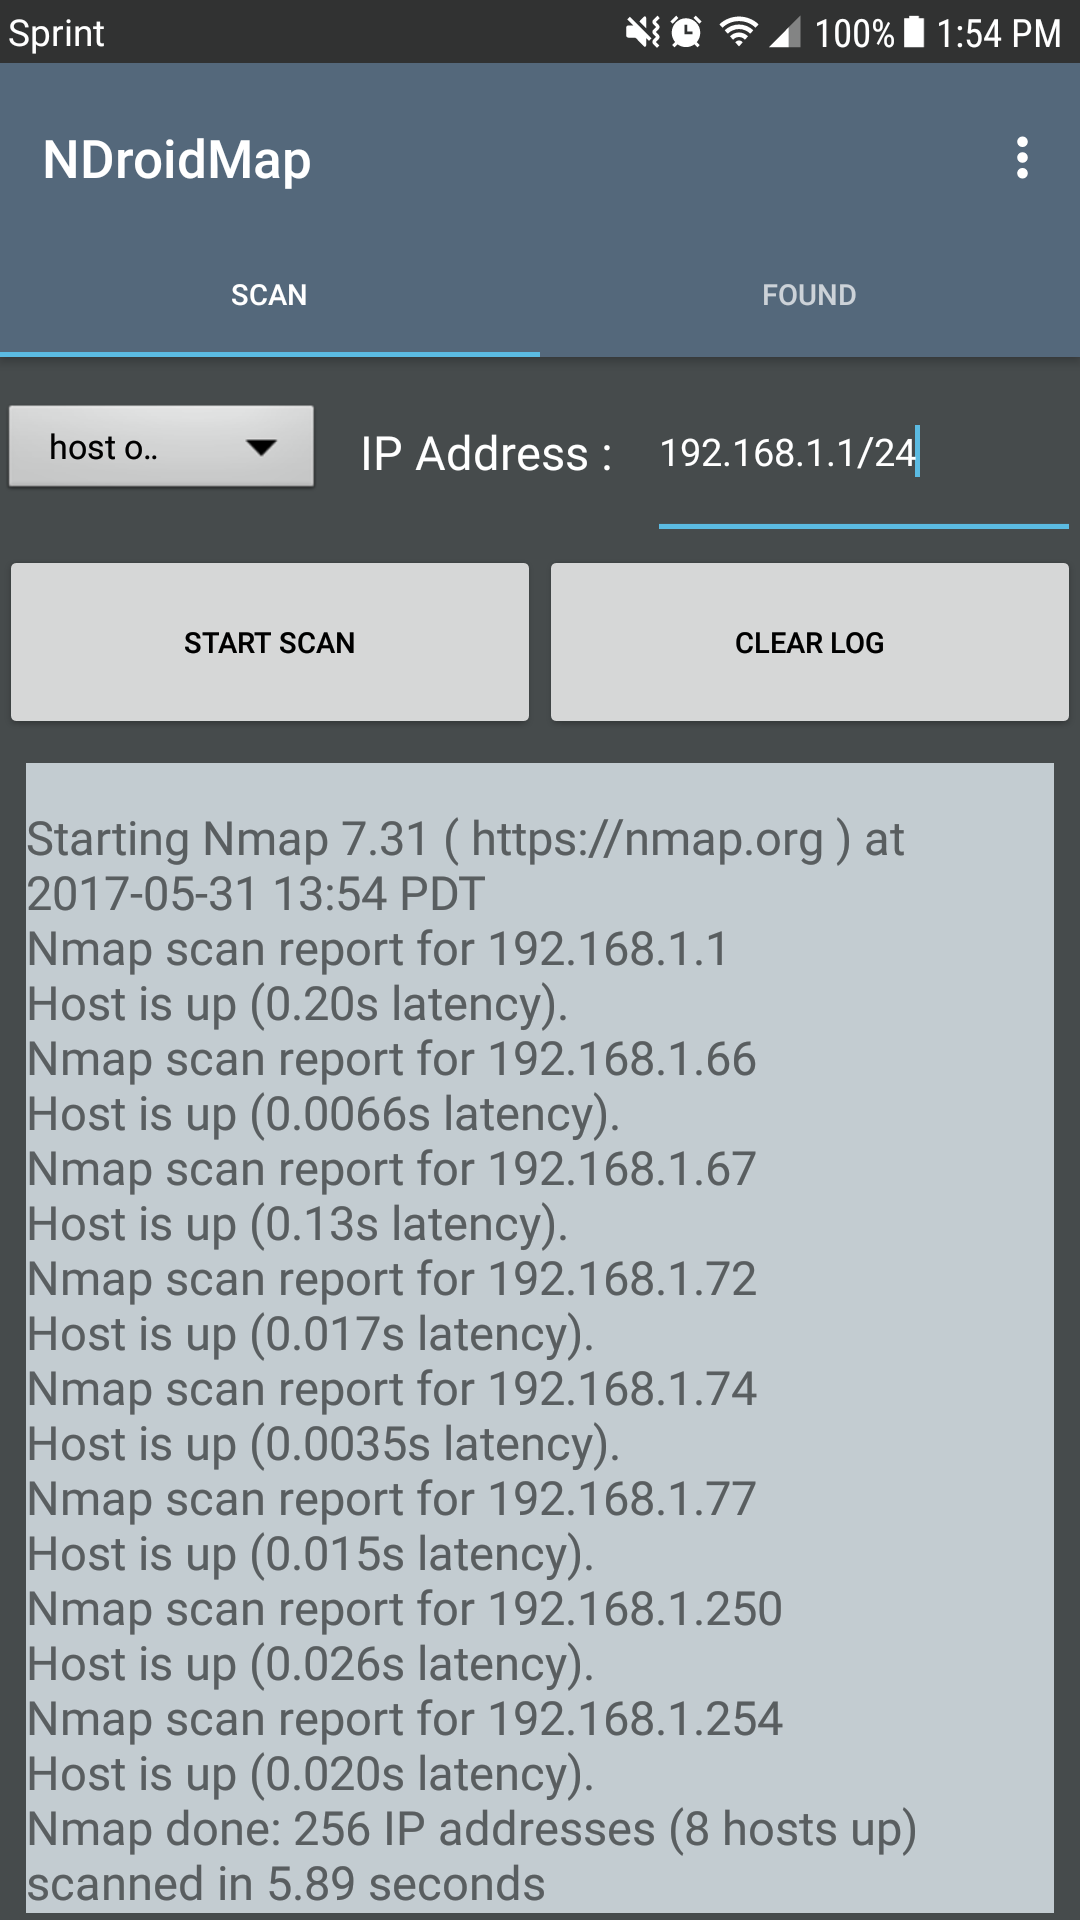 Sprint 100% 1:54 PM
NDroidMap
SCAN FOUND
host o.. IP Address : 192.168.1.1/24
START SCAN CLEAR LOG
Starting Nmap 7.31 ( https://nmap.org ) at
2017-05-31 13:54 PDT
Nmap scan report for 192.168.1.1
Host is up (0.20s latency).
Nmap scan report for 192.168.1.66
Host is up (0.0066s latency).
Nmap scan report for 192.168.1.67
Host is up (0.13s latency).
Nmap scan report for 192.168.1.72
Host is up (0.017s latency).
Nmap scan report for 192.168.1.74
Host is up (0.0035s latency).
Nmap scan report for 192.168.1.77
Host is up (0.015s latency).
Nmap scan report for 192.168.1.250
Host is up (0.026s latency).
Nmap scan report for 192.168.1.254
Host is up (0.020s latency).
Nmap done: 256 IP addresses (8 hosts up)
scanned in 5.89 seconds